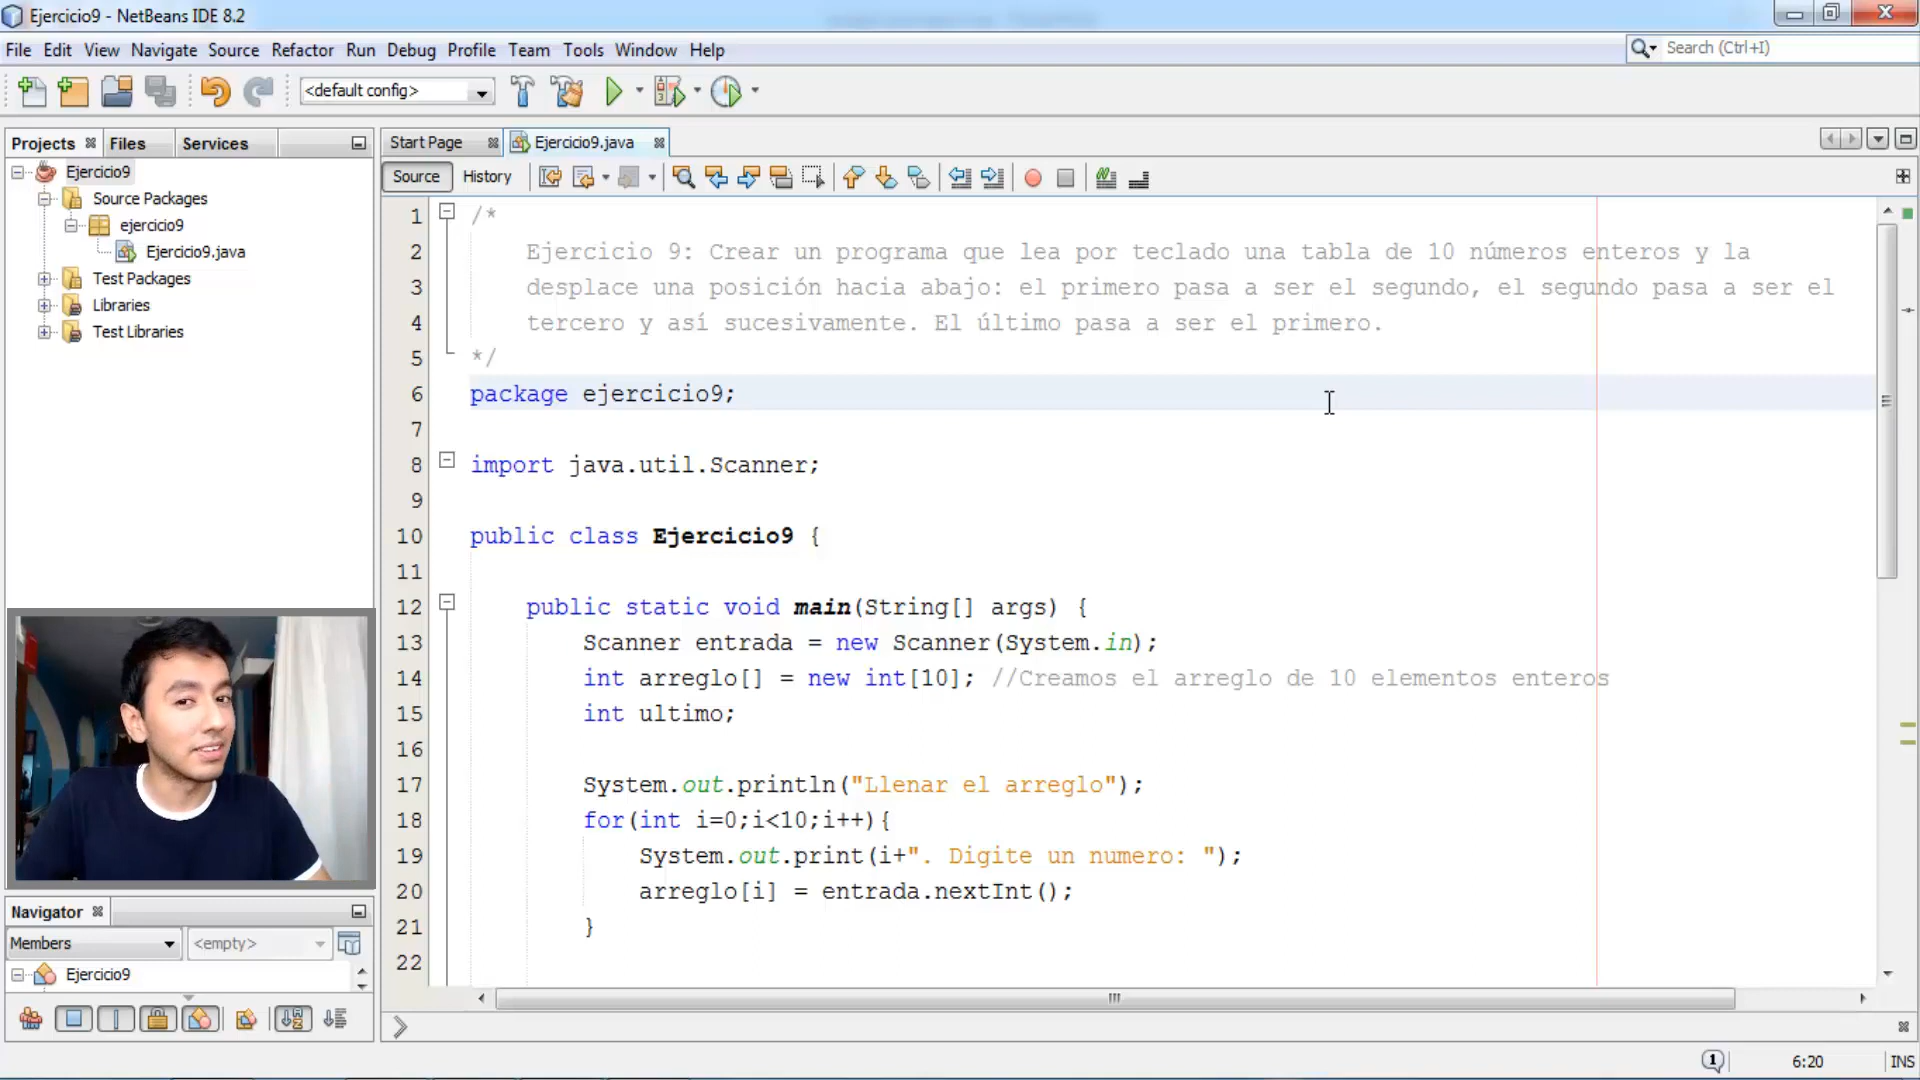 Ejercicio9 - NetBeans IDE 8.2
File Edit View Navigate Source Refactor Run Debug Profile Team Tools Window Help
Search (Ctrl+I)
<default config>
Projects Files Services
Start Page Ejercicio9.java
Source History
Ejercicio9
Source Packages
ejercicio9
Ejercicio9.java
Test Packages
Libraries
Test Libraries
1 /*
2 Ejercicio 9: Crear un programa que lea por teclado una tabla de 10 números enteros y la
3 desplace una posición hacia abajo: el primero pasa a ser el segundo, el segundo pasa a ser el
4 tercero y así sucesivamente. El último pasa a ser el primero.
5 */
6 package ejercicio9;
7
8 import java.util.Scanner;
9
10 public class Ejercicio9 {
11
12 public static void main(String[] args) {
13 Scanner entrada = new Scanner(System.in);
14 int arreglo[] = new int[10]; //Creamos el arreglo de 10 elementos enteros
15 int ultimo;
16
17 System.out.println("Llenar el arreglo");
18 for(int i=0;i<10;i++){
19 System.out.print(i+". Digite un numero: ");
20 arreglo[i] = entrada.nextInt();
21 }
22
Navigator
Members <empty>
Ejercicio9
1 6:20 INS